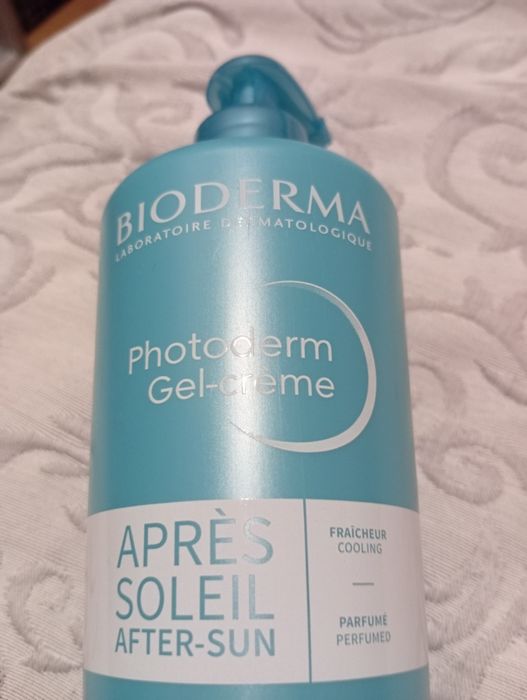 BIODERMA
LABORATOIRE DERMATOLOGIQUE
Photoderm
Gel-crème
APRÈS
SOLEIL
AFTER-SUN
FRAÎCHEUR
COOLING
PARFUMÉ
PERFUMED